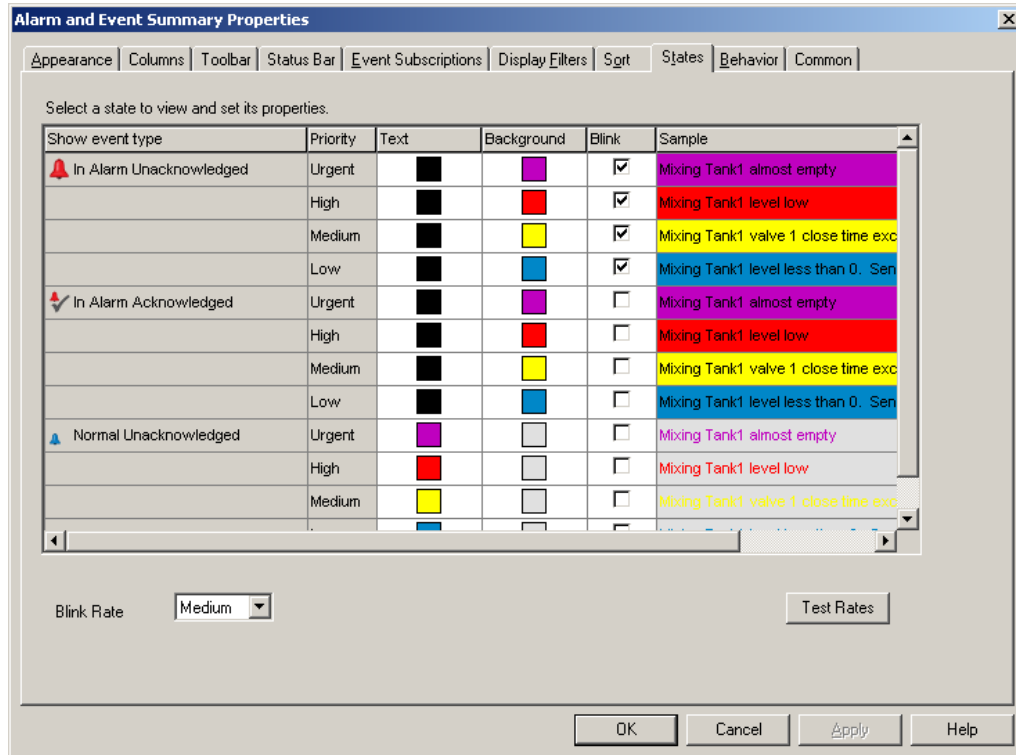 Alarm and Event Summary Properties
Appearance Columns Toolbar Status Bar Event Subscriptions Display Filters Sort States Behavior Common
Select a state to view and set its properties.
Show event type Priority Text Background Blink Sample
In Alarm Unacknowledged Urgent Mixing Tank1 almost empty
High Mixing Tank1 level low
Medium Mixing Tank1 valve 1 close time exc
Low Mixing Tank1 level less than 0. Sen
In Alarm Acknowledged Urgent Mixing Tank1 almost empty
High Mixing Tank1 level low
Medium Mixing Tank1 valve 1 close time exc
Low Mixing Tank1 level less than 0. Sen
Normal Unacknowledged Urgent Mixing Tank1 almost empty
High Mixing Tank1 level low
Medium Mixing Tank1 valve 1 close time exc
Blink Rate Medium Test Rates
OK Cancel Apply Help